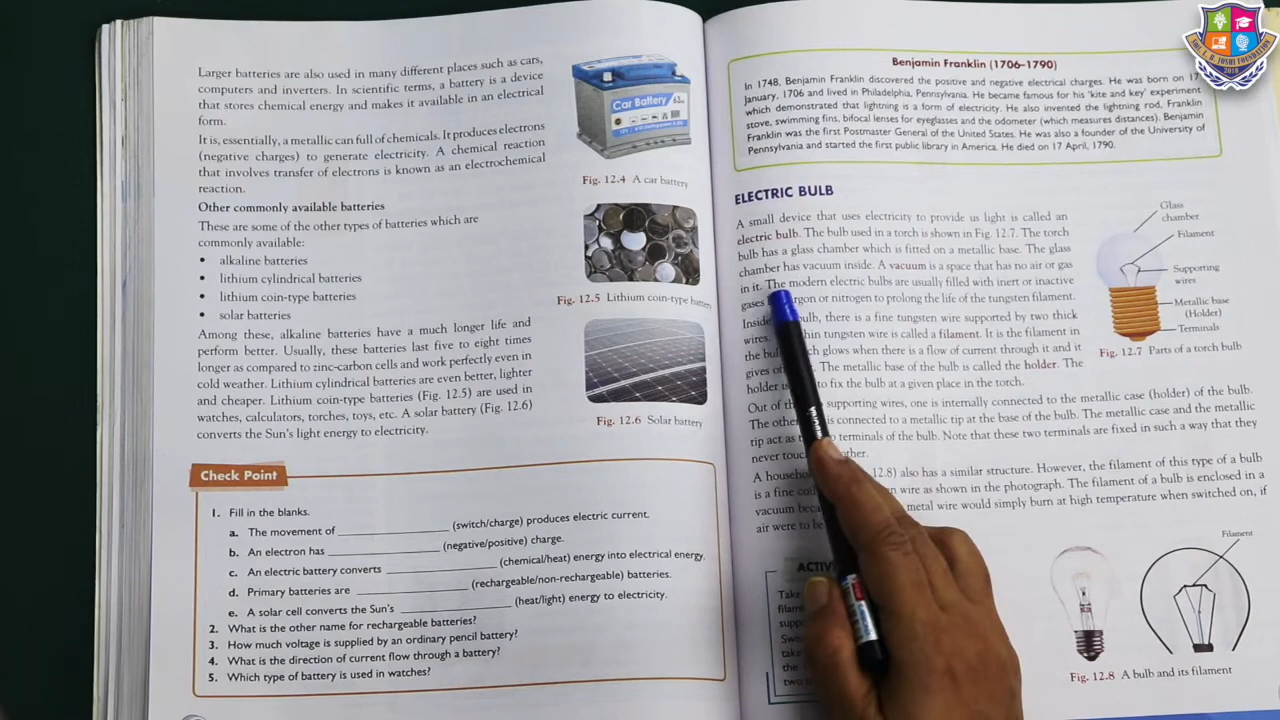 Larger batteries are also used in many different places such as cars,
computers and inverters. In scientific terms, a battery is a device
that stores chemical energy and makes it available in an electrical
form.
It is, essentially, a metallic can full of chemicals. It produces electrons
(negative charges) to generate electricity. A chemical reaction
that involves transfer of electrons is known as an electrochemical
reaction.
Other commonly available batteries
These are some of the other types of batteries which are
commonly available:
• alkaline batteries
• lithium cylindrical batteries
• lithium coin-type batteries
• solar batteries
Among these, alkaline batteries have a much longer life and
perform better. Usually, these batteries last five to eight times
longer as compared to zinc-carbon cells and work perfectly even in
cold weather. Lithium cylindrical batteries are even better, lighter
and cheaper. Lithium coin-type batteries (Fig. 12.5) are used in
watches, calculators, torches, toys, etc. A solar battery (Fig. 12.6)
converts the Sun's light energy to electricity.
Car Battery 63
Fig. 12.4 A car battery
Fig. 12.5 Lithium coin-type battery
Fig. 12.6 Solar battery
Check Point
1. Fill in the blanks.
a. The movement of ____________ (switch/charge) produces electric current.
b. An electron has ____________ (negative/positive) charge.
c. An electric battery converts ____________ (chemical/heat) energy into electrical energy.
d. Primary batteries are ____________ (rechargeable/non-rechargeable) batteries.
e. A solar cell converts the Sun's ____________ (heat/light) energy to electricity.
2. What is the other name for rechargeable batteries?
3. How much voltage is supplied by an ordinary pencil battery?
4. What is the direction of current flow through a battery?
5. Which type of battery is used in watches?
Benjamin Franklin (1706–1790)
In 1748, Benjamin Franklin discovered the positive and negative electrical charges. He was born on 17
January, 1706 and lived in Philadelphia, Pennsylvania. He became famous for his 'kite and key' experiment
which demonstrated that lightning is a form of electricity. He also invented the lightning rod, Franklin
stove, swimming fins, bifocal lenses for eyeglasses and the odometer (which measures distances). Benjamin
Franklin was the first Postmaster General of the United States. He was also a founder of the University of
Pennsylvania and started the first public library in America. He died on 17 April, 1790.
ELECTRIC BULB
A small device that uses electricity to provide us light is called an
electric bulb. The bulb used in a torch is shown in Fig. 12.7. The torch
bulb has a glass chamber which is fitted on a metallic base. The glass
chamber has vacuum inside. A vacuum is a space that has no air or gas
in it. The modern electric bulbs are usually filled with inert or inactive
gases argon or nitrogen to prolong the life of the tungsten filament.
Inside bulb, there is a fine tungsten wire supported by two thick
wires. thin tungsten wire is called a filament. It is the filament in
the bulb which glows when there is a flow of current through it and it
gives The metallic base of the bulb is called the holder. The
holder to fix the bulb at a given place in the torch.
Out of supporting wires, one is internally connected to the metallic case (holder) of the bulb.
The other is connected to a metallic tip at the base of the bulb. The metallic case and the metallic
tip act as terminals of the bulb. Note that these two terminals are fixed in such a way that they
never touch other.
A household 12.8) also has a similar structure. However, the filament of this type of a bulb
is a fine wire as shown in the photograph. The filament of a bulb is enclosed in a
vacuum metal wire would simply burn at high temperature when switched on, if
air were to be
Glass
chamber
Filament
Supporting
wires
Metallic base
(Holder)
Terminals
Fig. 12.7 Parts of a torch bulb
Take
take
the
two
Filament
Fig. 12.8 A bulb and its filament
2018